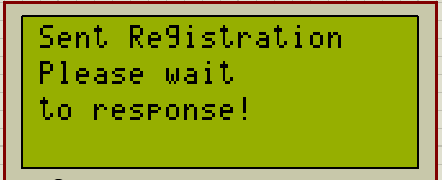 Sent Registration
Please wait
to response!